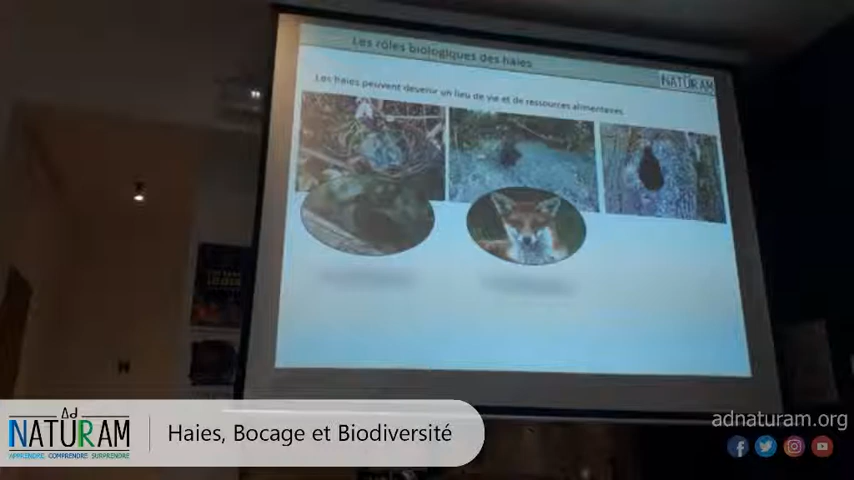 Les rôles biologiques des haies
NATURAM
Les haies peuvent devenir un lieu de vie et de ressources alimentaires
Ad
NATURAM
APPRENDRE COMPRENDRE SURPRENDRE
Haies, Bocage et Biodiversité
adnaturam.org